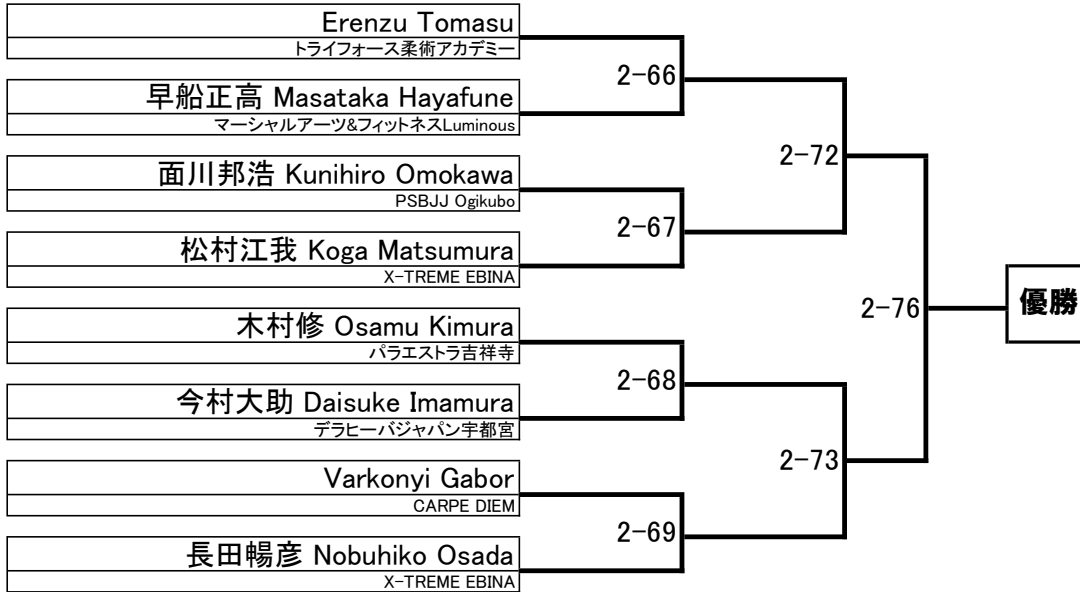 Erenzu Tomasu
トライフォース柔術アカデミー
2-66
早船正高 Masataka Hayafune
マーシャルアーツ&フィットネスLuminous
2-72
面川邦浩 Kunihiro Omokawa
PSBJJ Ogikubo
2-67
松村江我 Koga Matsumura
X-TREME EBINA
2-76
優勝
木村修 Osamu Kimura
パラエストラ吉祥寺
2-68
今村大助 Daisuke Imamura
デラヒーバジャパン宇都宮
2-73
Varkonyi Gabor
CARPE DIEM
2-69
長田暢彦 Nobuhiko Osada
X-TREME EBINA